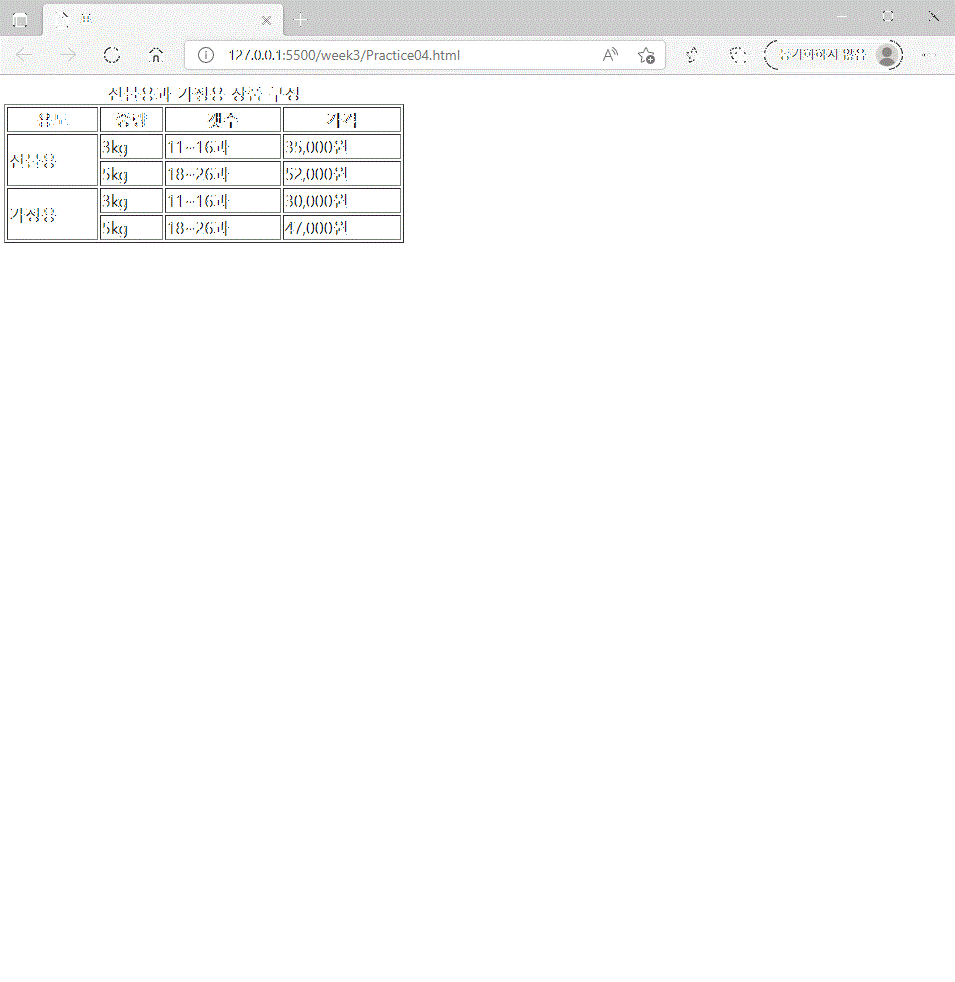 표
127.0.0.1:5500/week3/Practice04.html
동기화하지 않음
선물용과 가정용 상품 구성
용도 중량 갯수 가격
선물용 3kg 11~16과 35,000원
5kg 18~26과 52,000원
가정용 3kg 11~16과 30,000원
5kg 18~26과 47,000원